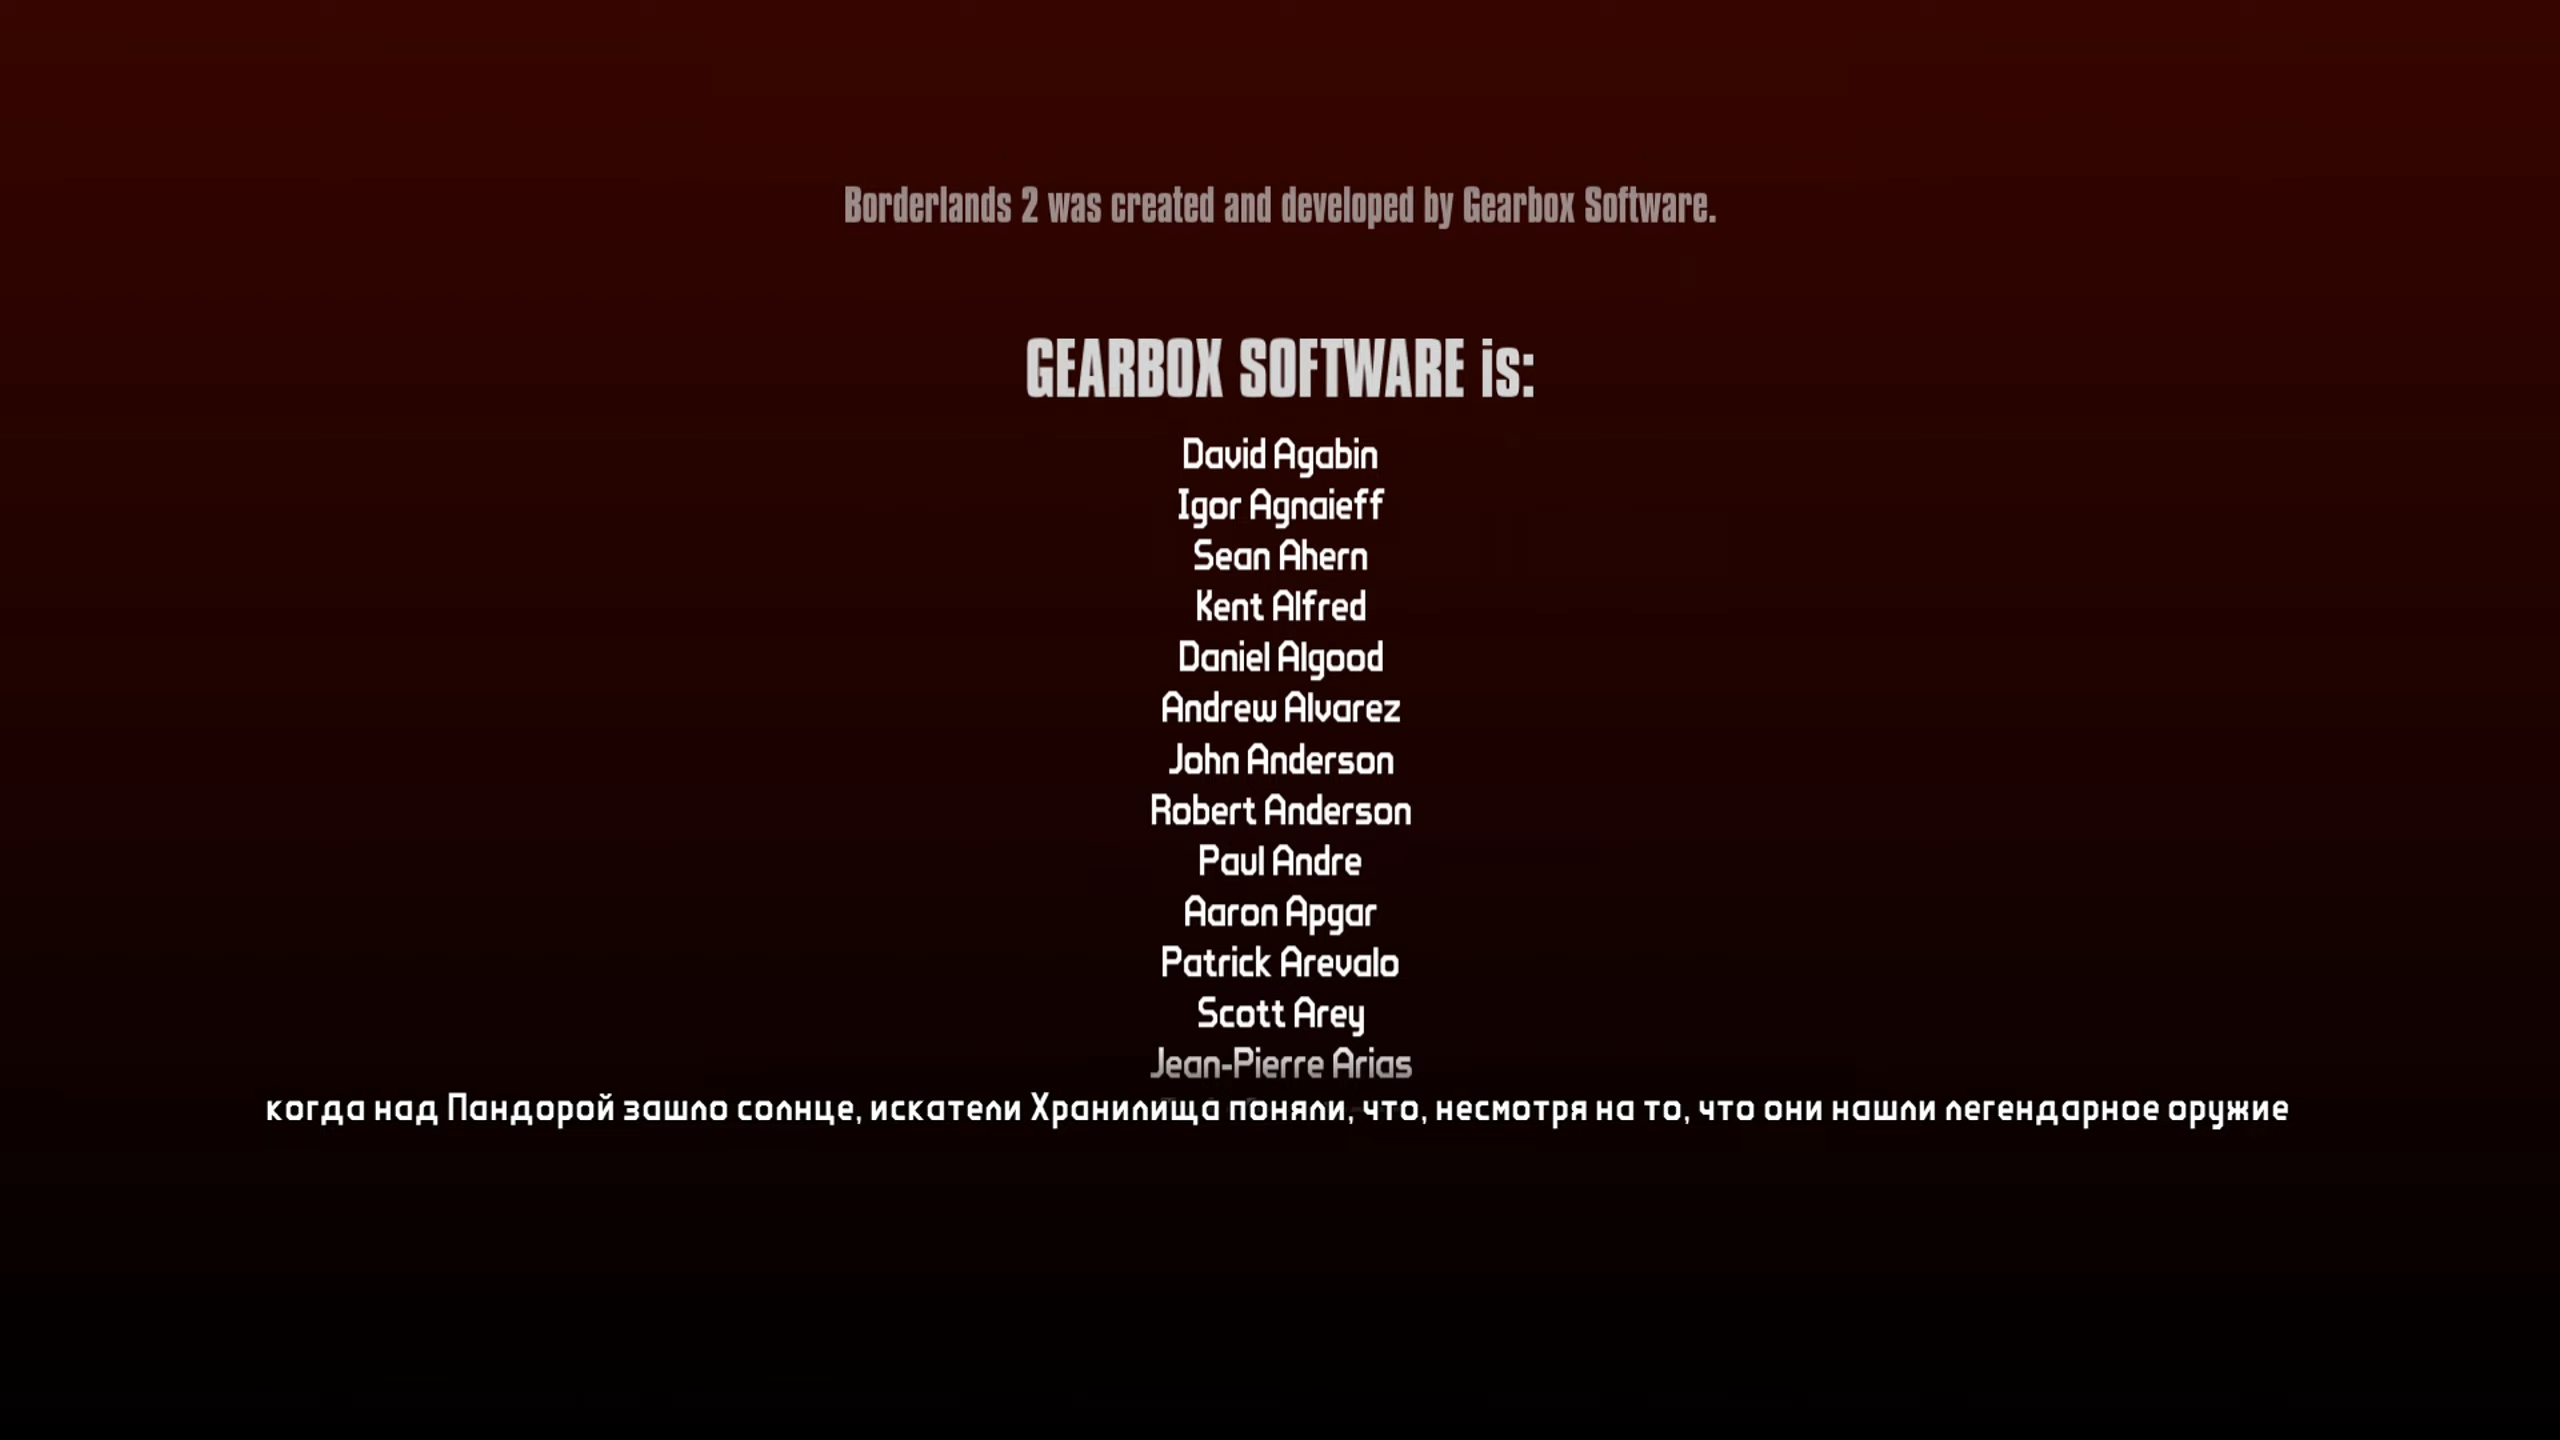 Borderlands 2 was created and developed by Gearbox Software.
GEARBOX SOFTWARE is:
David Agabin
Igor Agnaieff
Sean Ahern
Kent Alfred
Daniel Algood
Andrew Alvarez
John Anderson
Robert Anderson
Paul Andre
Aaron Apgar
Patrick Arevalo
Scott Arey
Jean-Pierre Arias
когда над Пандорой зашло солнце, искатели Хранилища поняли, что, несмотря на то, что они нашли легендарное оружие